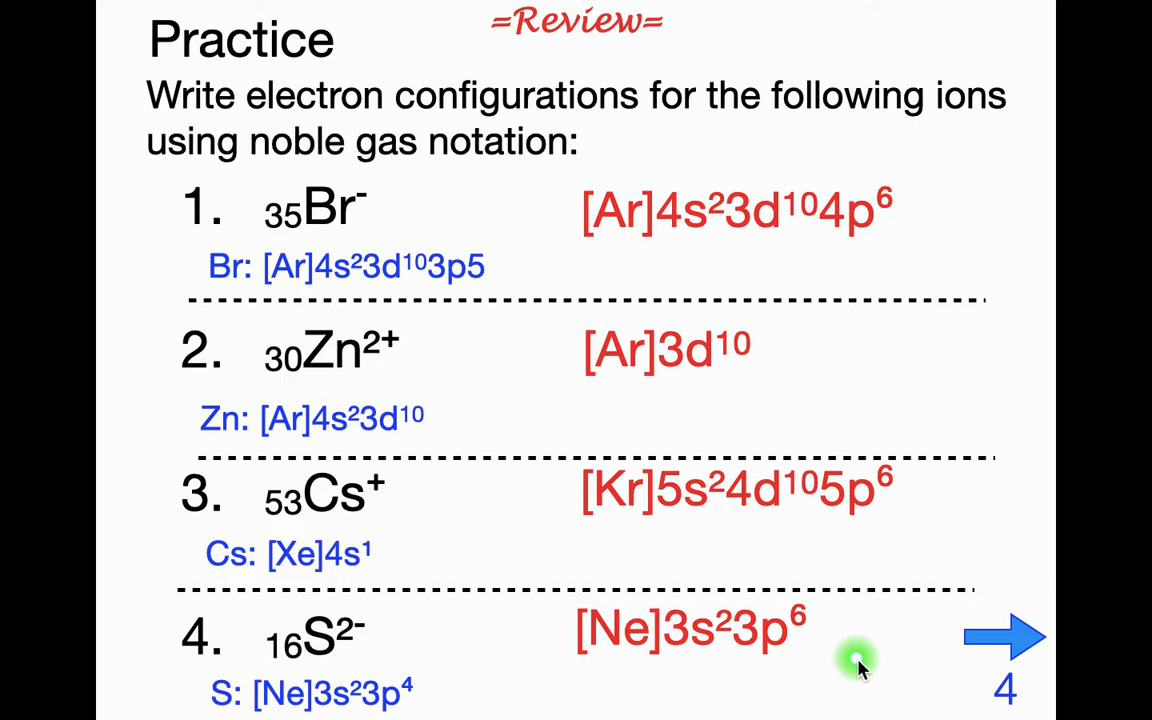 =Review=
Practice
Write electron configurations for the following ions
using noble gas notation:
1. ₃₅Br⁻ [Ar]4s²3d¹⁰4p⁶
Br: [Ar]4s²3d¹⁰3p5
2. ₃₀Zn²⁺ [Ar]3d¹⁰
Zn: [Ar]4s²3d¹⁰
3. ₅₃Cs⁺ [Kr]5s²4d¹⁰5p⁶
Cs: [Xe]4s¹
4. ₁₆S²⁻ [Ne]3s²3p⁶
S: [Ne]3s²3p⁴
4